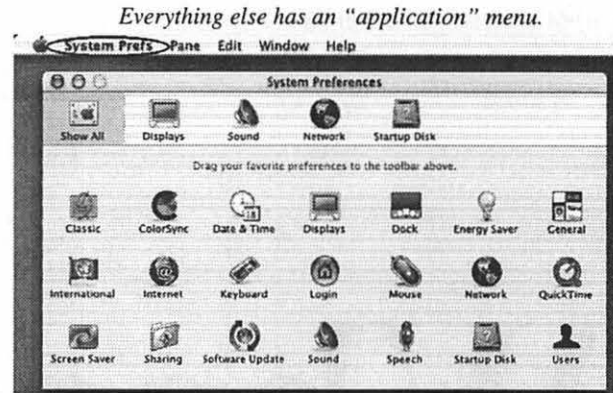 Everything else has an “application” menu.
System Prefs Pane Edit Window Help
System Preferences
Show All Displays Sound Network Startup Disk
Drag your favorite preferences to the toolbar above.
Classic ColorSync Date & Time Displays Dock Energy Saver General
International Internet Keyboard Login Mouse Network QuickTime
Screen Saver Sharing Software Update Sound Speech Startup Disk Users